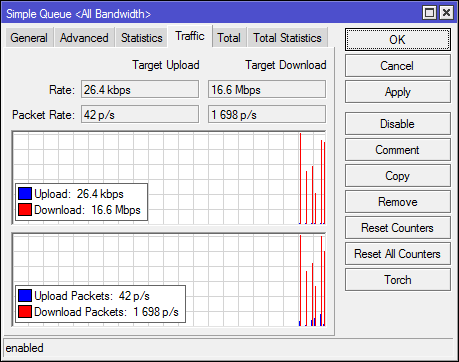 Simple Queue <All Bandwidth>
General Advanced Statistics Traffic Total Total Statistics
Target Upload Target Download
Rate: 26.4 kbps 16.6 Mbps
Packet Rate: 42 p/s 1 698 p/s
Upload: 26.4 kbps
Download: 16.6 Mbps
Upload Packets: 42 p/s
Download Packets: 1 698 p/s
OK
Cancel
Apply
Disable
Comment
Copy
Remove
Reset Counters
Reset All Counters
Torch
enabled